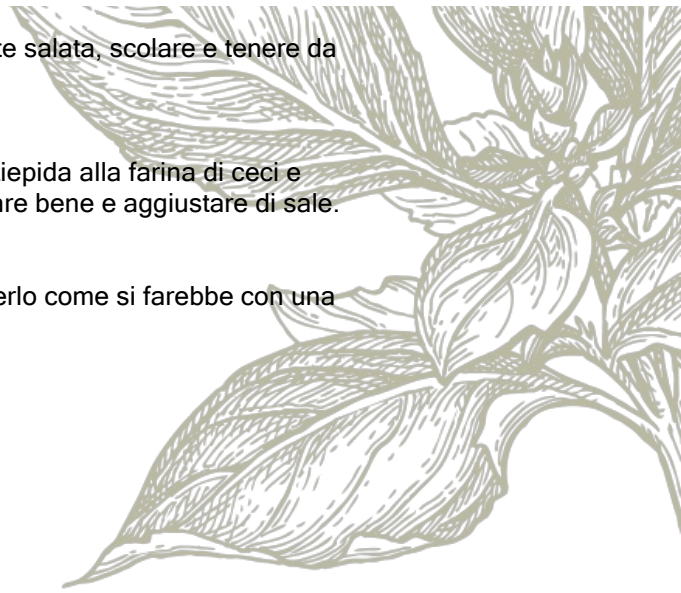 te salata, scolare e tenere da
iepida alla farina di ceci e
are bene e aggiustare di sale.
erlo come si farebbe con una